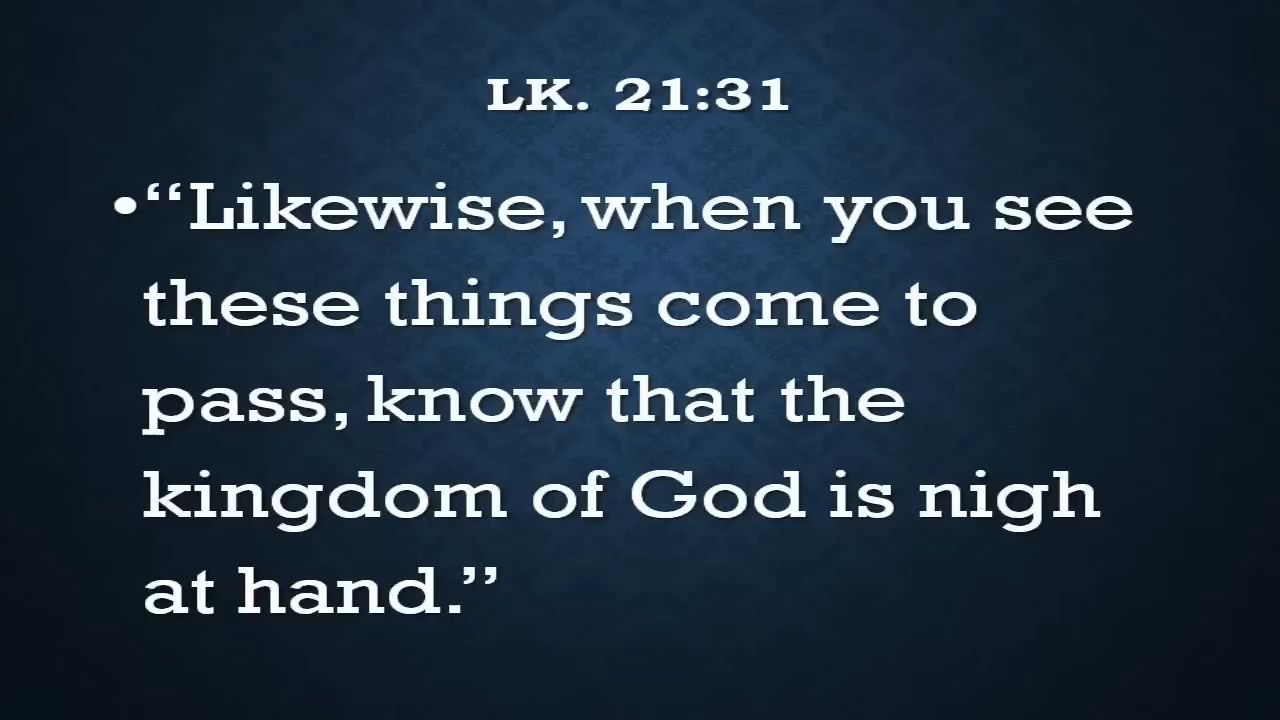 LK. 21:31
•“Likewise, when you see
these things come to
pass, know that the
kingdom of God is nigh
at hand.”